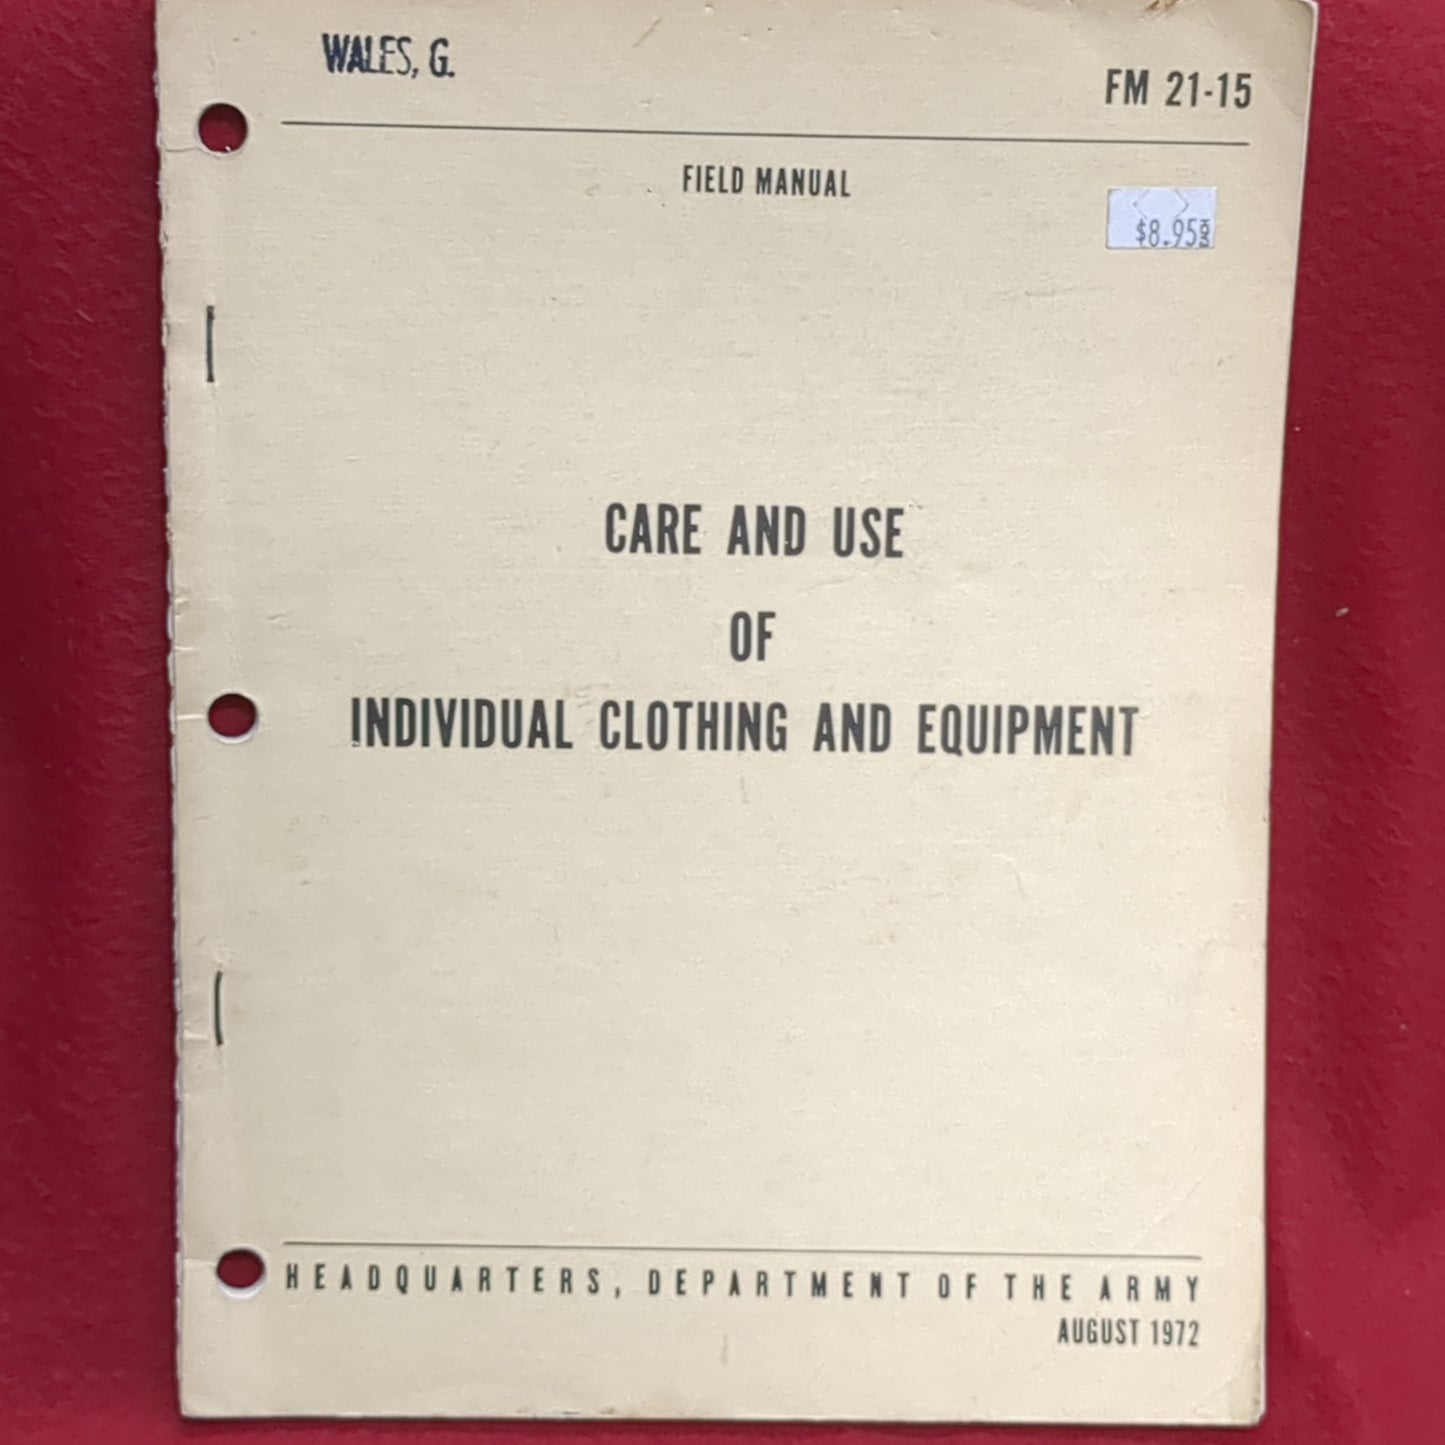 WALES, G.
FM 21-15
FIELD MANUAL
$8.95
CARE AND USE
OF
INDIVIDUAL CLOTHING AND EQUIPMENT
HEADQUARTERS, DEPARTMENT OF THE ARMY
AUGUST 1972